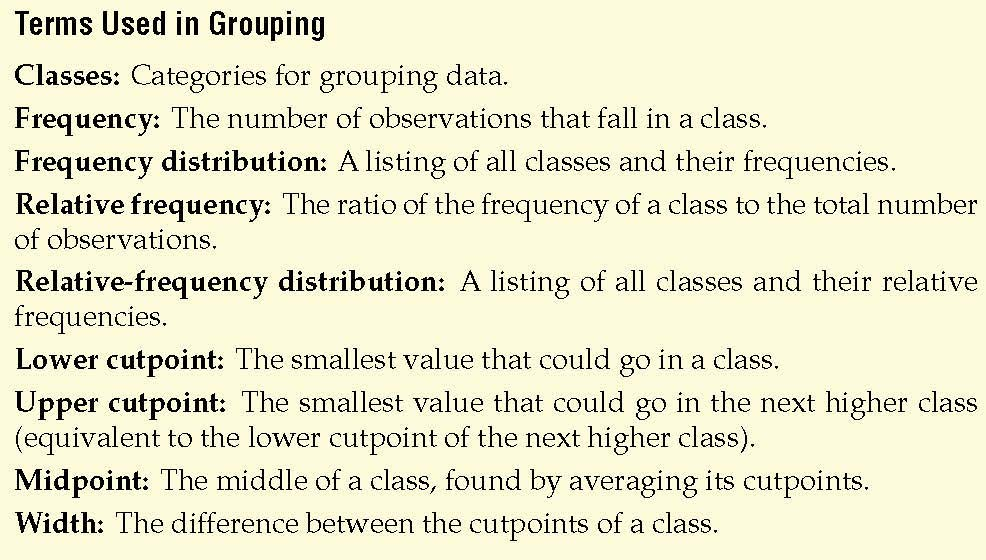 Terms Used in Grouping
Classes: Categories for grouping data.
Frequency: The number of observations that fall in a class.
Frequency distribution: A listing of all classes and their frequencies.
Relative frequency: The ratio of the frequency of a class to the total number
of observations.
Relative-frequency distribution: A listing of all classes and their relative
frequencies.
Lower cutpoint: The smallest value that could go in a class.
Upper cutpoint: The smallest value that could go in the next higher class
(equivalent to the lower cutpoint of the next higher class).
Midpoint: The middle of a class, found by averaging its cutpoints.
Width: The difference between the cutpoints of a class.